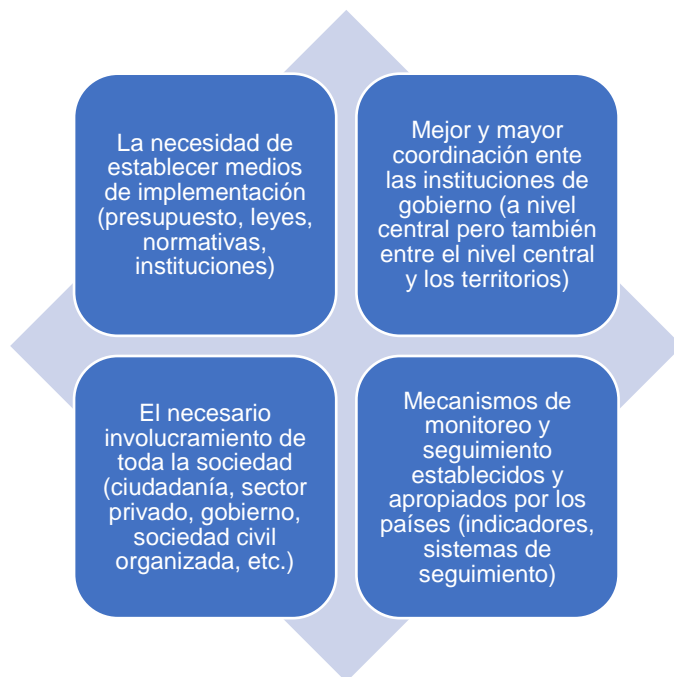 La necesidad de
establecer medios
de implementación
(presupuesto, leyes,
normativas,
instituciones)
Mejor y mayor
coordinación ente
las instituciones de
gobierno (a nivel
central pero también
entre el nivel central
y los territorios)
El necesario
involucramiento de
toda la sociedad
(ciudadanía, sector
privado, gobierno,
sociedad civil
organizada, etc.)
Mecanismos de
monitoreo y
seguimiento
establecidos y
apropiados por los
países (indicadores,
sistemas de
seguimiento)